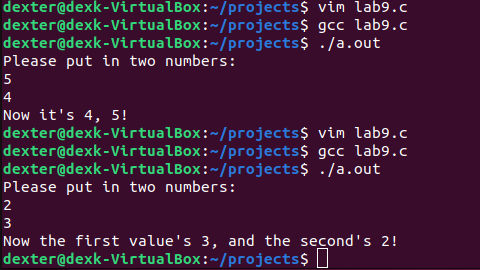 dexter@dexk-VirtualBox:~/projects$ vim lab9.c
dexter@dexk-VirtualBox:~/projects$ gcc lab9.c
dexter@dexk-VirtualBox:~/projects$ ./a.out
Please put in two numbers:
5
4
Now it's 4, 5!
dexter@dexk-VirtualBox:~/projects$ vim lab9.c
dexter@dexk-VirtualBox:~/projects$ gcc lab9.c
dexter@dexk-VirtualBox:~/projects$ ./a.out
Please put in two numbers:
2
3
Now the first value's 3, and the second's 2!
dexter@dexk-VirtualBox:~/projects$